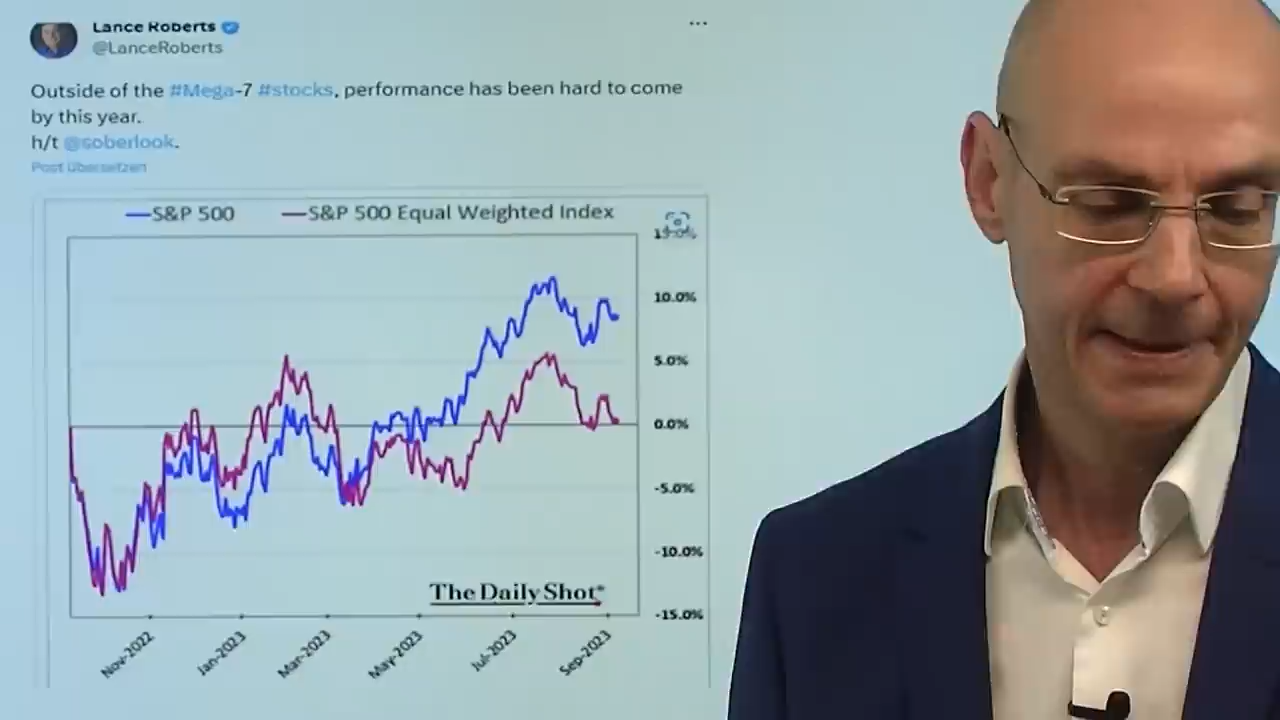 Lance Roberts
@LanceRoberts
...
Outside of the #Mega-7 #stocks, performance has been hard to come
by this year.
h/t @soberlook.
Post übersetzen
S&P 500 S&P 500 Equal Weighted Index
15.0%
10.0%
5.0%
0.0%
-5.0%
-10.0%
-15.0%
The Daily Shot
Nov-2022 Jan-2023 Mar-2023 May-2023 Jul-2023 Sep-2023